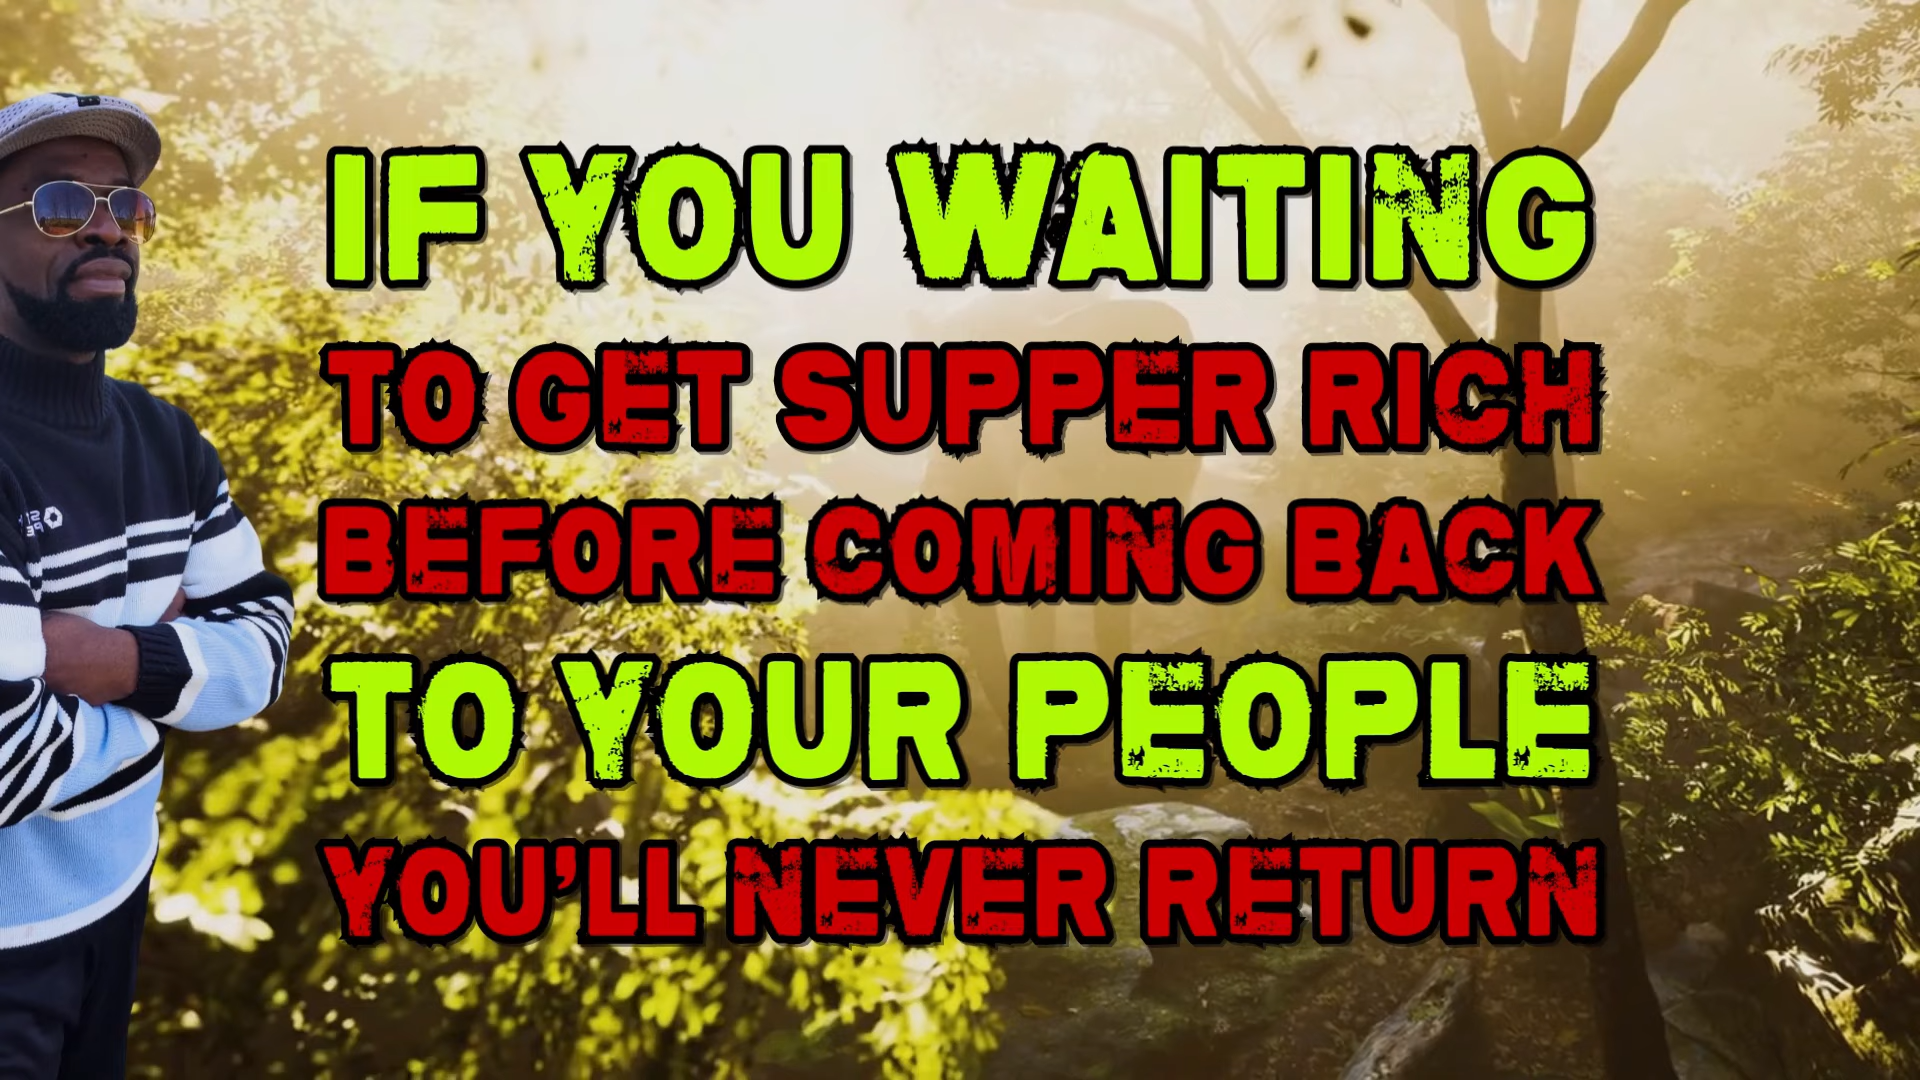 IF YOU WAITING
TO GET SUPPER RICH
BEFORE COMING BACK
TO YOUR PEOPLE
YOU'LL NEVER RETURN